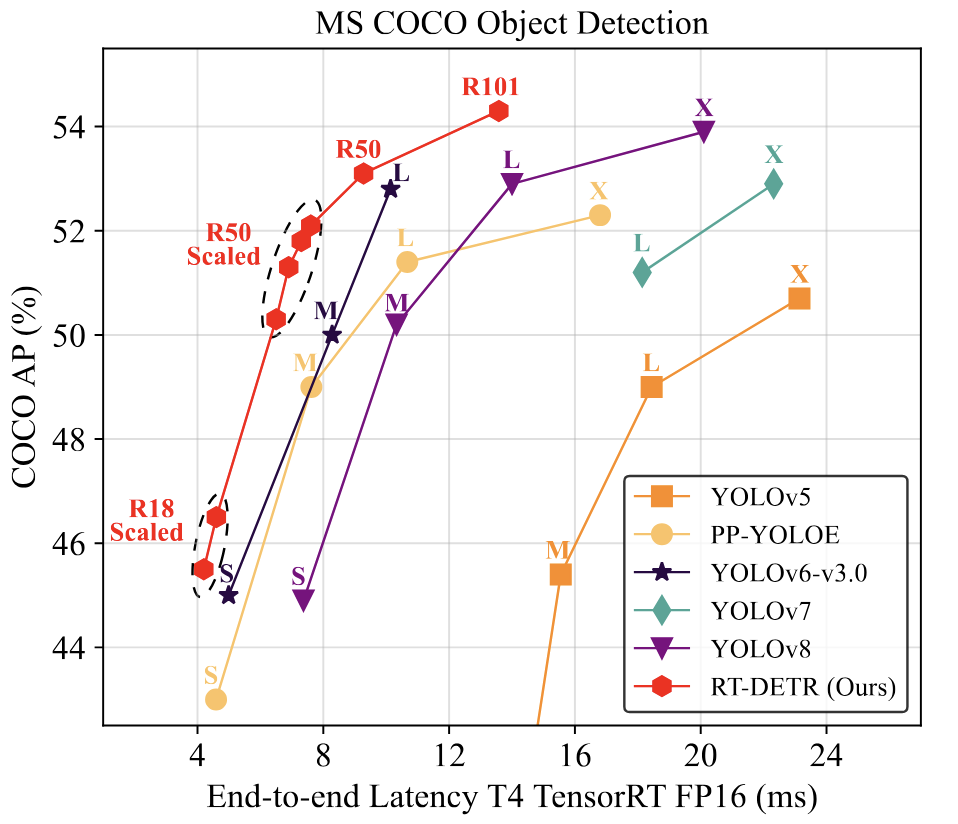 MS COCO Object Detection
COCO AP (%)
54
52
50
48
46
44
R101
R50
R50
Scaled
R18
Scaled
L
M
S
L
X
M
S
L
X
M
S
L
X
X
L
M
YOLOv5
PP-YOLOE
YOLOv6-v3.0
YOLOv7
YOLOv8
RT-DETR (Ours)
4
8
12
16
20
24
End-to-end Latency T4 TensorRT FP16 (ms)